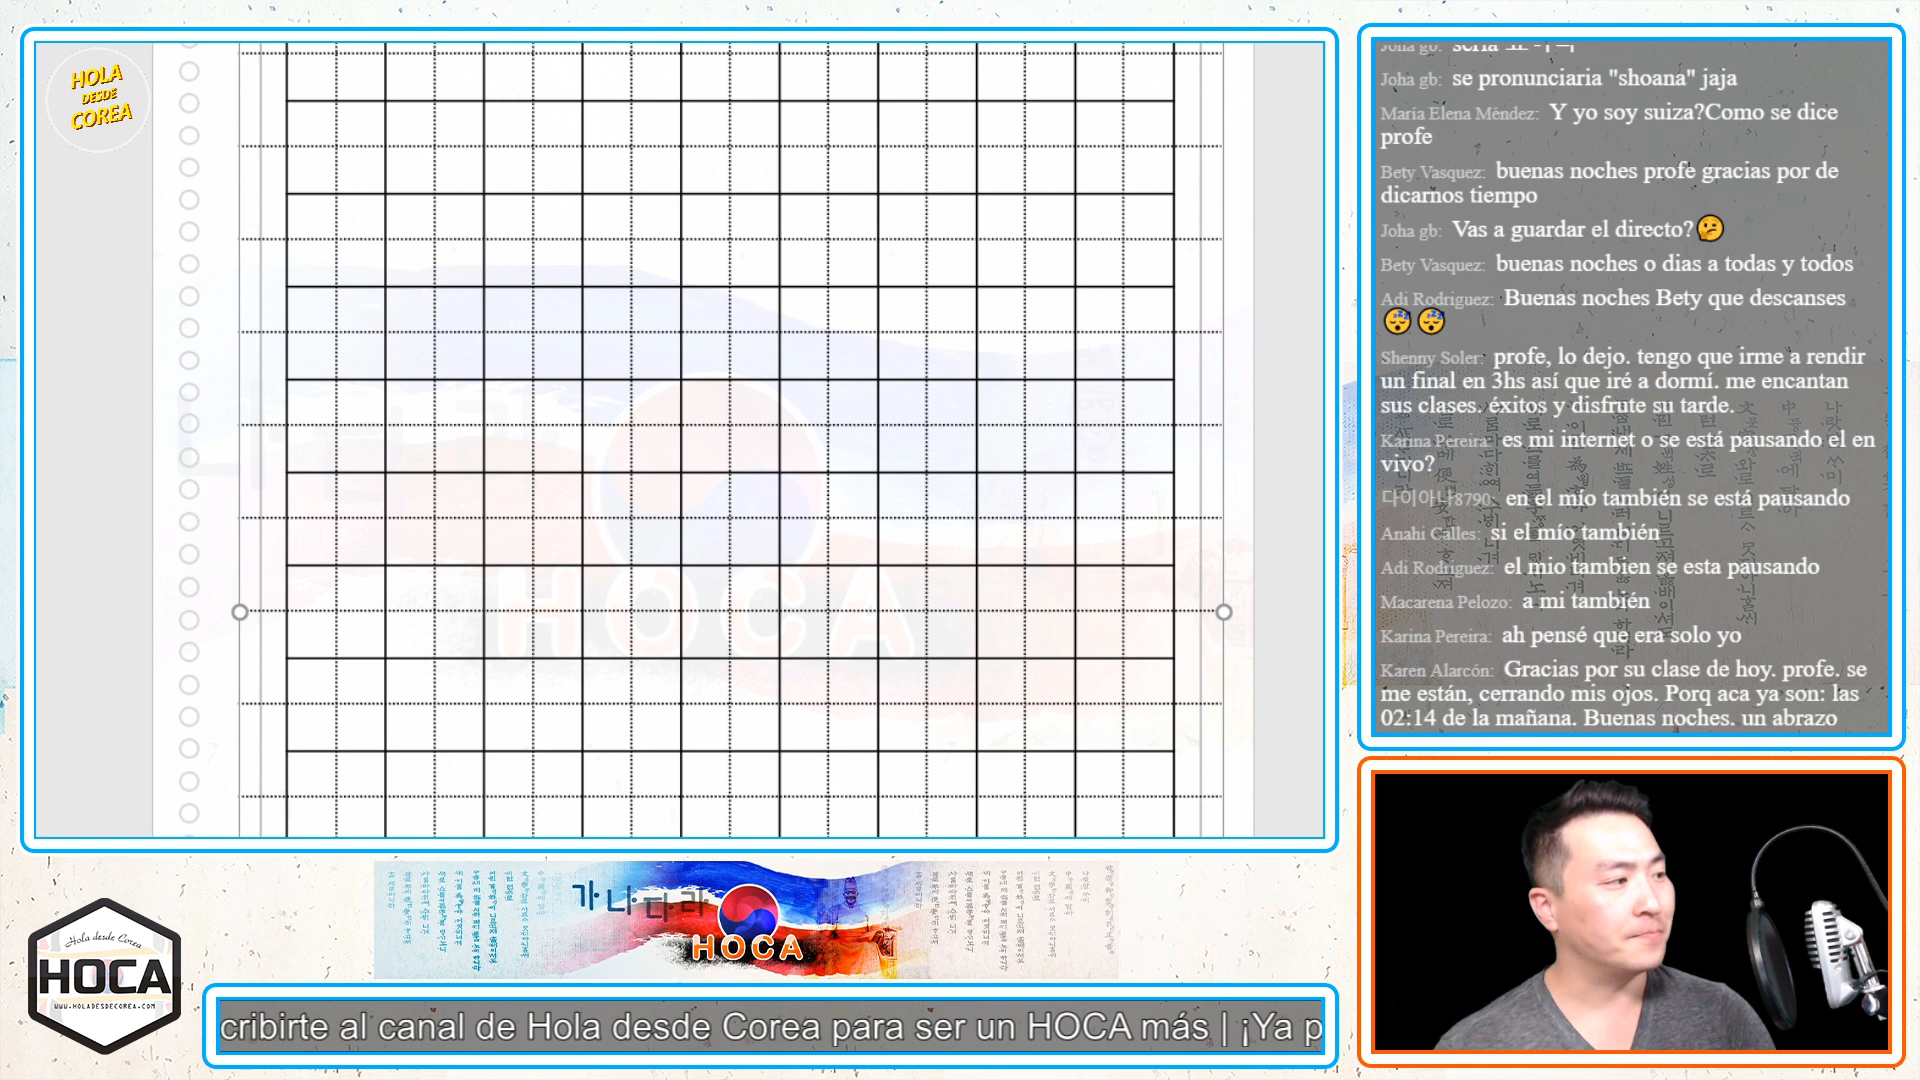 HOLA
DESDE
COREA
HOCA
Joha gb: sería
Joha gb: se pronunciaria "shoana" jaja
María Elena Méndez: Y yo soy suiza?Como se dice
profe
Bety Vasquez: buenas noches profe gracias por de
dicarnos tiempo
Joha gb: Vas a guardar el directo?🤔
Bety Vasquez: buenas noches o dias a todas y todos
Adi Rodriguez: Buenas noches Bety que descanses
😴😴
Shenny Soler: profe, lo dejo. tengo que irme a rendir
un final en 3hs así que iré a dormí. me encantan
sus clases. éxitos y disfrute su tarde.
Karina Pereira: es mi internet o se está pausando el en
vivo?
다이아나8790: en el mío también se está pausando
Anahi Calles: si el mío también
Adi Rodriguez: el mio tambien se esta pausando
Macarena Pelozo: a mi también
Karina Pereira: ah pensé que era solo yo
Karen Alarcón: Gracias por su clase de hoy. profe. se
me están, cerrando mis ojos. Porq aca ya son: las
02:14 de la mañana. Buenas noches. un abrazo
가나다라
HOCA
Hola desde Corea
HOCA
WWW.HOLADESDECOREA.COM
cribirte al canal de Hola desde Corea para ser un HOCA más | ¡Ya p